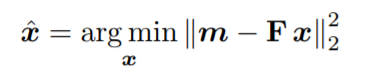 x̂ = arg min ‖m − F x‖₂²
x